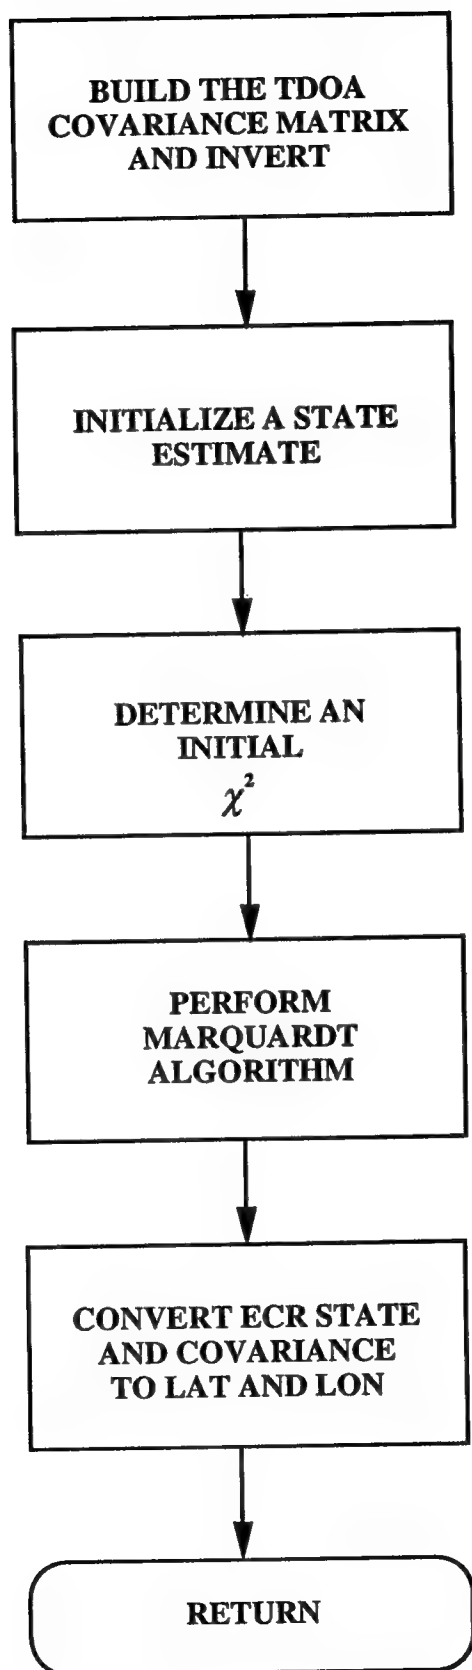 BUILD THE TDOA
COVARIANCE MATRIX
AND INVERT
INITIALIZE A STATE
ESTIMATE
DETERMINE AN
INITIAL
χ²
PERFORM
MARQUARDT
ALGORITHM
CONVERT ECR STATE
AND COVARIANCE
TO LAT AND LON
RETURN